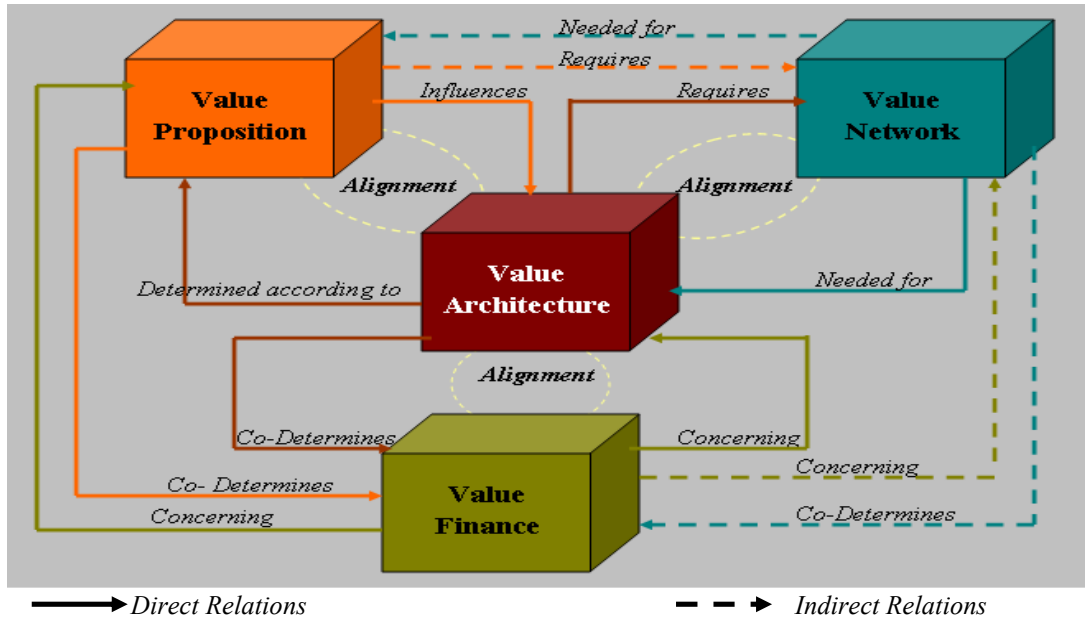 Needed for
Requires
Value
Proposition
Influences
Requires
Value
Network
Alignment
Alignment
Value
Architecture
Determined according to
Needed for
Alignment
Co-Determines
Concerning
Value
Finance
Concerning
Co- Determines
Concerning
Co-Determines
Direct Relations
Indirect Relations